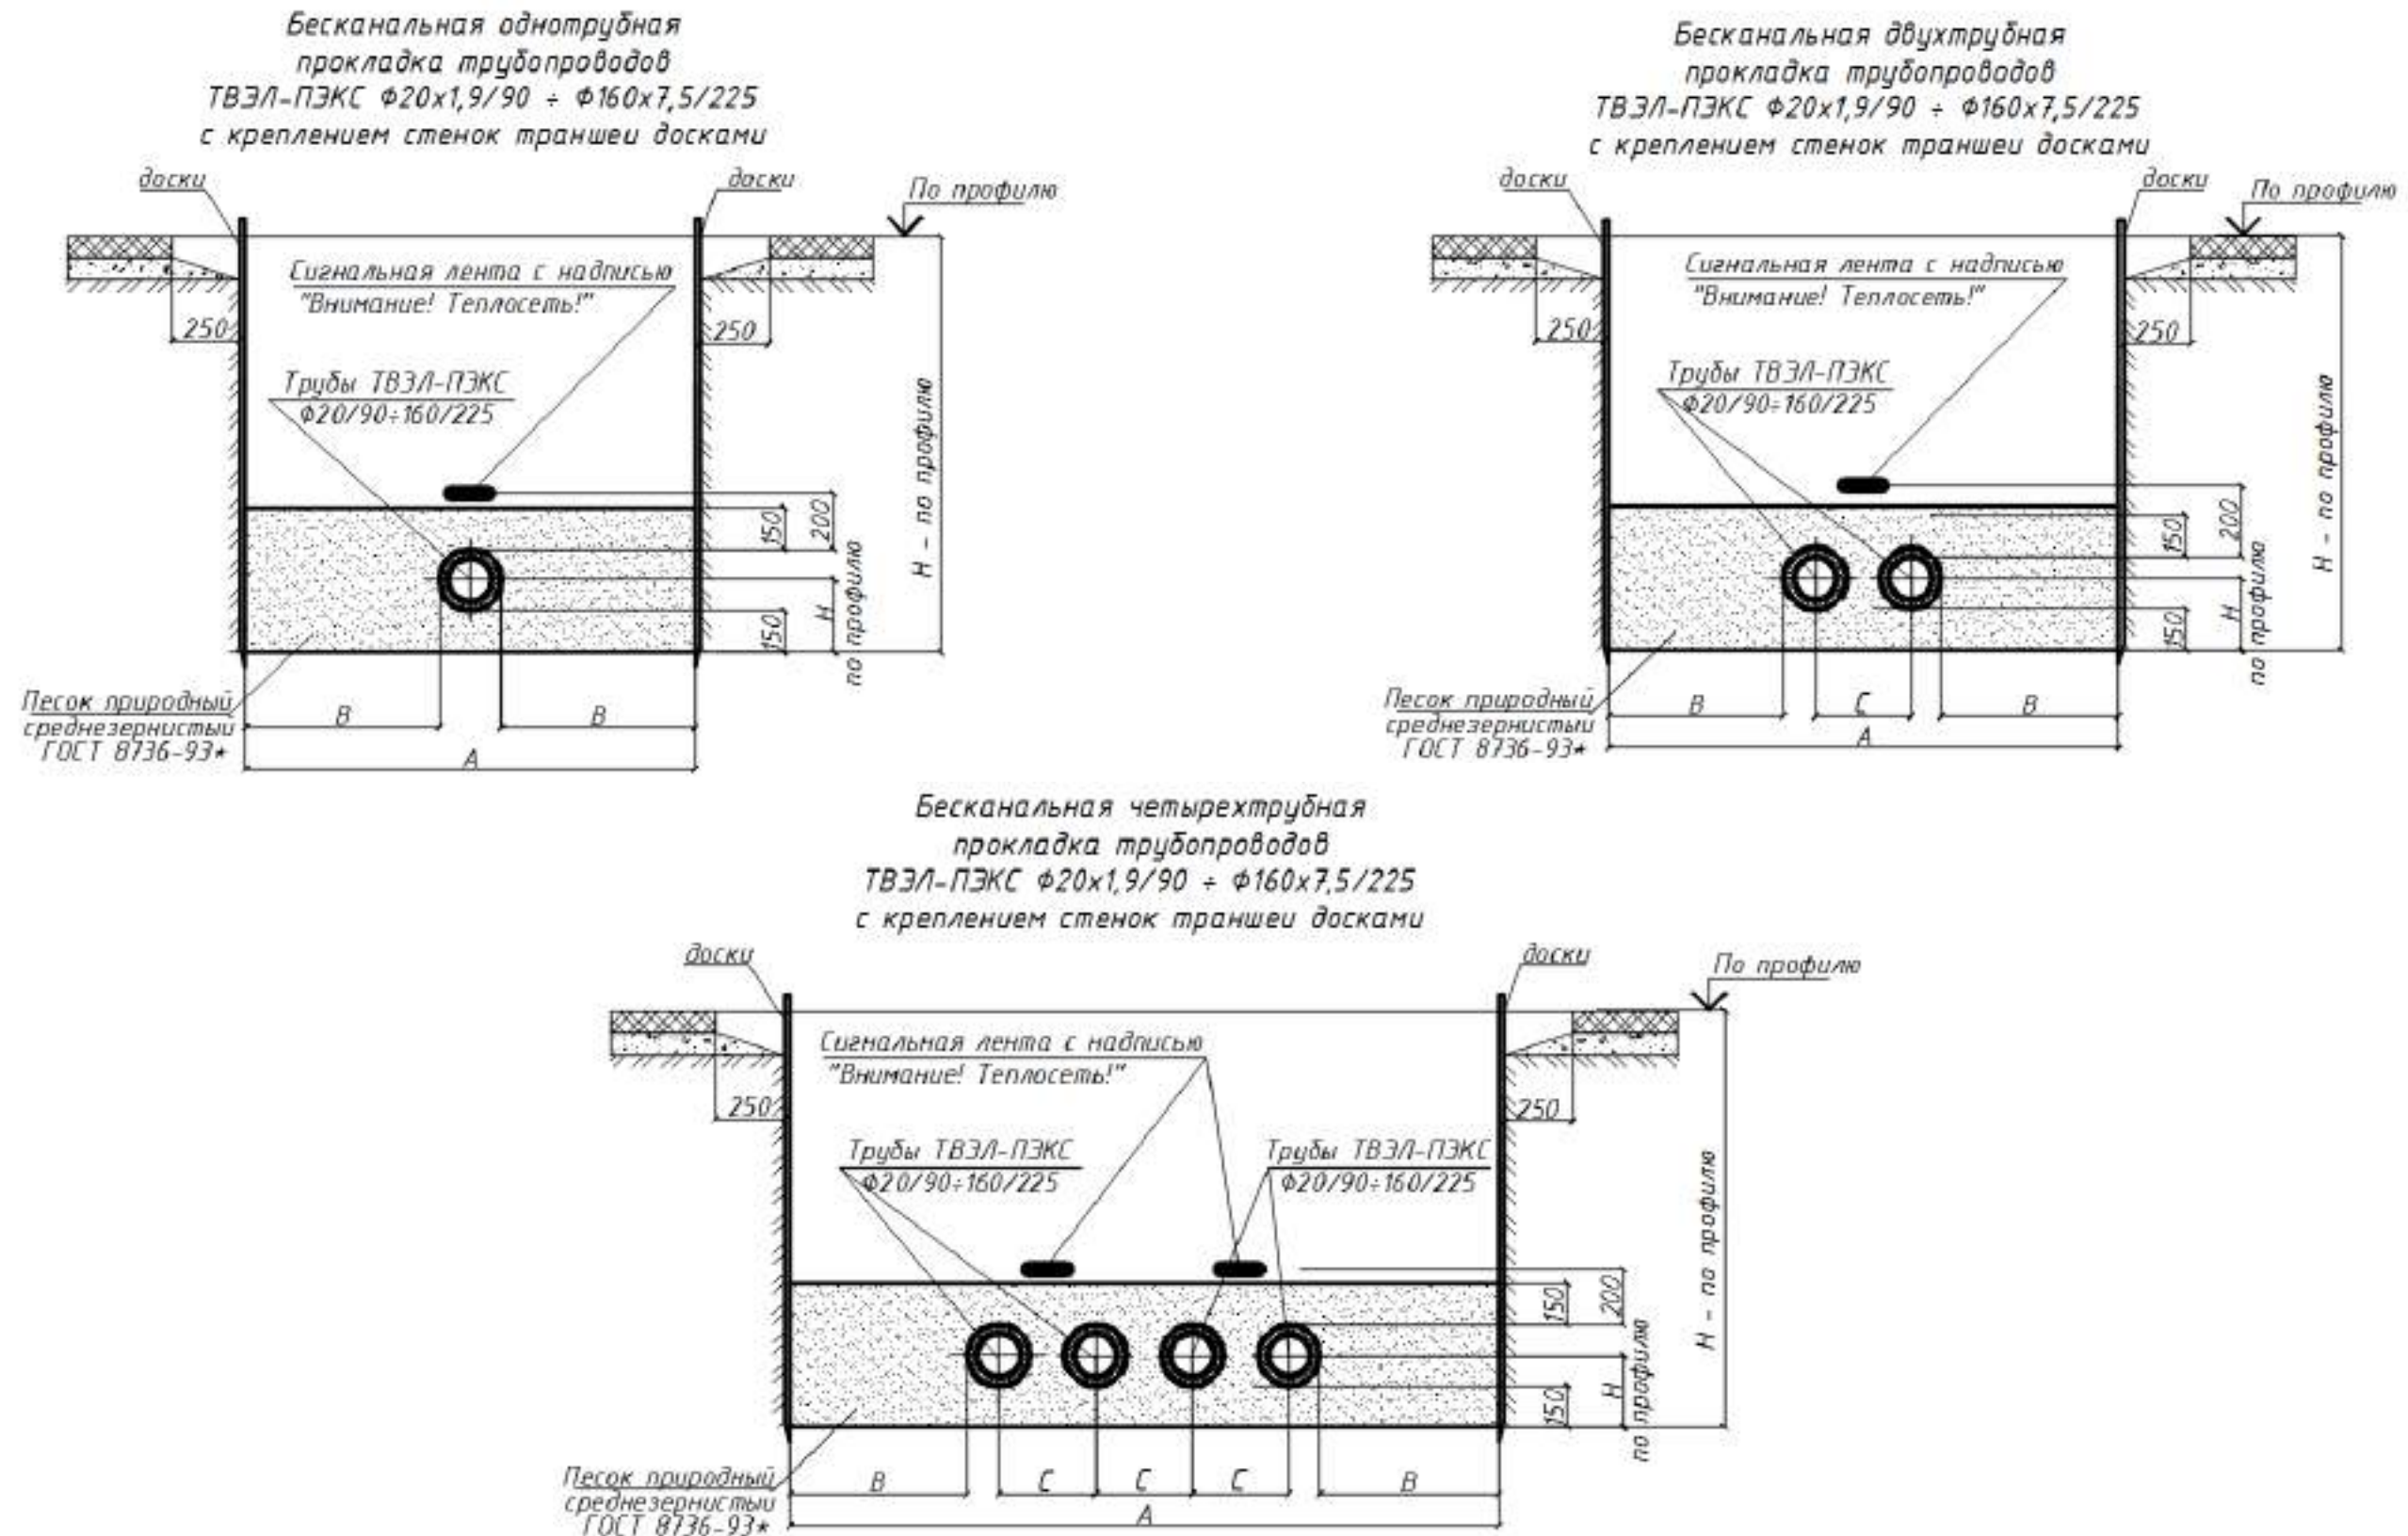 Бесканальная однотрубная
прокладка трубопроводов
ТВЭЛ-ПЭКС Ф20х1,9/90 ÷ Ф160х7,5/225
с креплением стенок траншеи досками
доски
доски
По профилю
Сигнальная лента с надписью
"Внимание! Теплосеть!"
250
250
Трубы ТВЭЛ-ПЭКС
Ф20/90÷160/225
150
200
150
Н
по профилю
Н - по профилю
Песок природный
среднезернистый
ГОСТ 8736-93*
В
В
А
Бесканальная двухтрубная
прокладка трубопроводов
ТВЭЛ-ПЭКС Ф20х1,9/90 ÷ Ф160х7,5/225
с креплением стенок траншеи досками
доски
доски
По профилю
Сигнальная лента с надписью
"Внимание! Теплосеть!"
250
250
Трубы ТВЭЛ-ПЭКС
Ф20/90÷160/225
150
200
150
Н
по профилю
Н - по профилю
Песок природный
среднезернистый
ГОСТ 8736-93*
В
С
В
А
Бесканальная четырехтрубная
прокладка трубопроводов
ТВЭЛ-ПЭКС Ф20х1,9/90 ÷ Ф160х7,5/225
с креплением стенок траншеи досками
доски
доски
По профилю
Сигнальная лента с надписью
"Внимание! Теплосеть!"
250
250
Трубы ТВЭЛ-ПЭКС
Ф20/90÷160/225
Трубы ТВЭЛ-ПЭКС
Ф20/90÷160/225
150
200
150
Н
по профилю
Н - по профилю
Песок природный
среднезернистый
ГОСТ 8736-93*
В
С
С
С
В
А